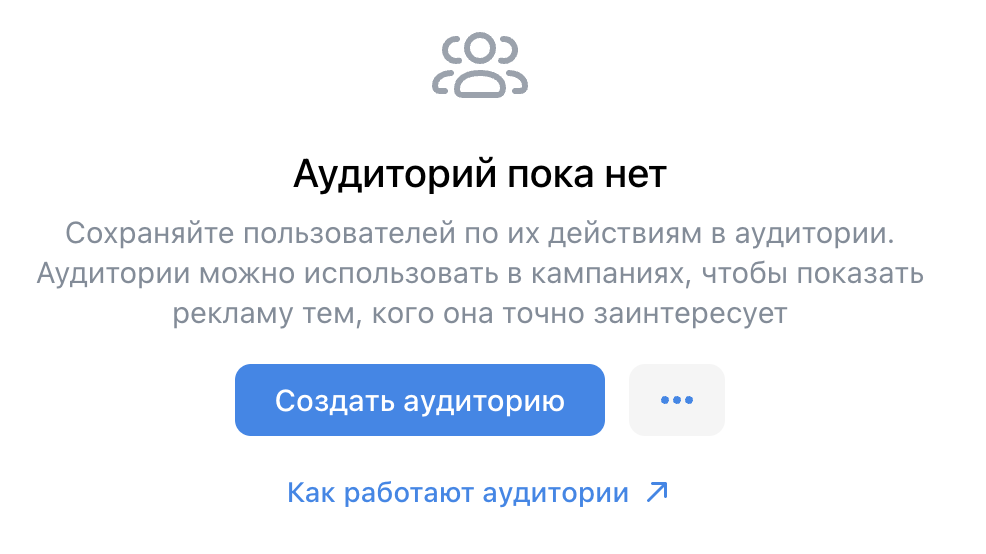 Аудиторий пока нет
Сохраняйте пользователей по их действиям в аудитории.
Аудитории можно использовать в кампаниях, чтобы показать
рекламу тем, кого она точно заинтересует
Создать аудиторию
Как работают аудитории